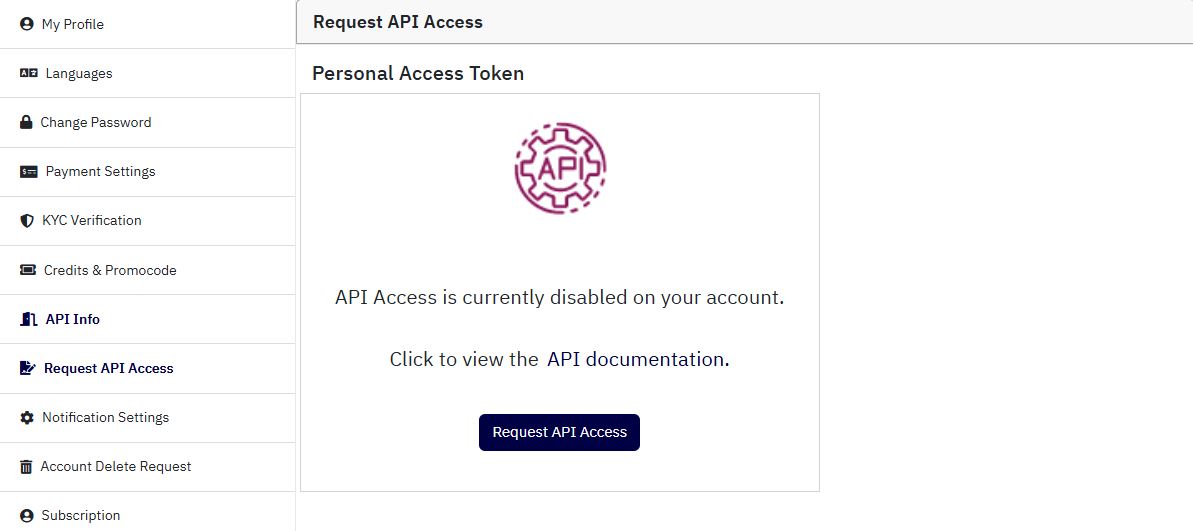 My Profile
Languages
Change Password
Payment Settings
KYC Verification
Credits & Promocode
API Info
Request API Access
Notification Settings
Account Delete Request
Subscription
Request API Access
Personal Access Token
API
API Access is currently disabled on your account.
Click to view the API documentation.
Request API Access